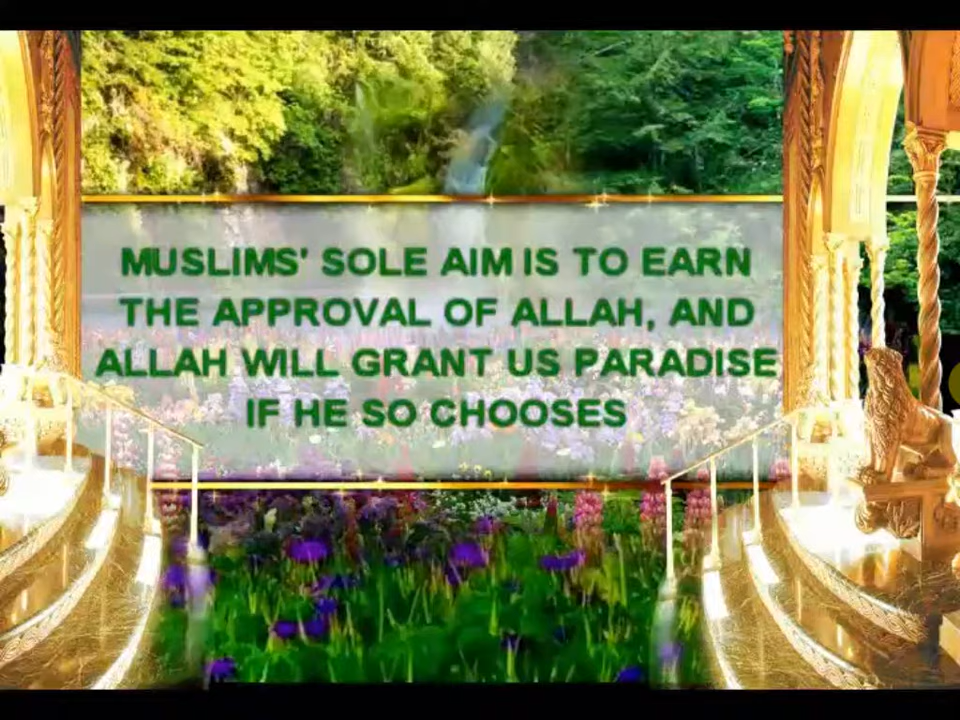 MUSLIMS' SOLE AIM IS TO EARN
THE APPROVAL OF ALLAH, AND
ALLAH WILL GRANT US PARADISE
IF HE SO CHOOSES